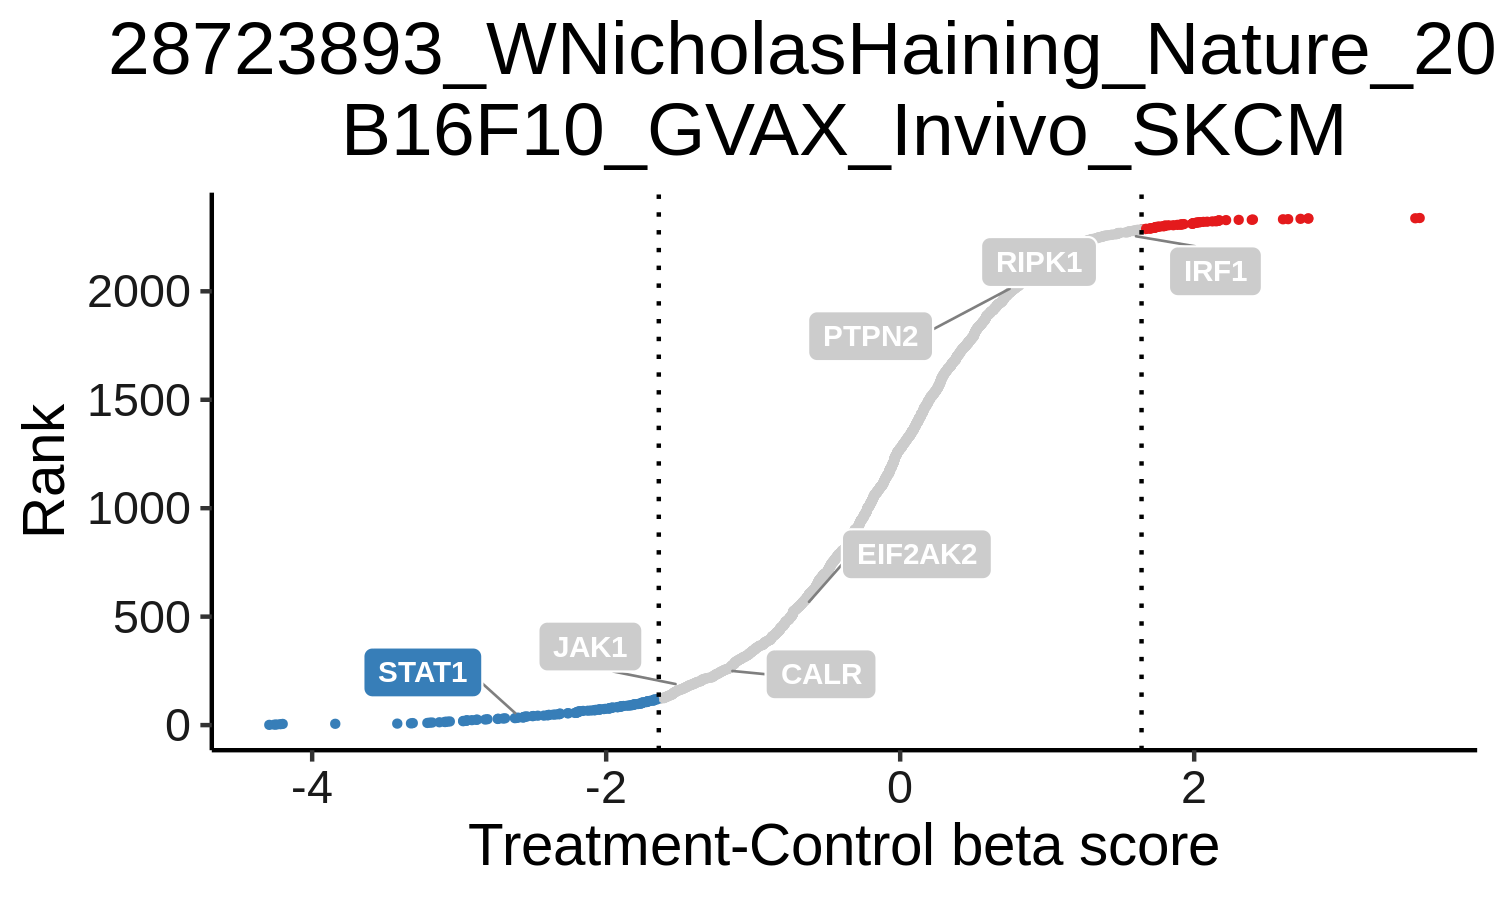 28723893_WNicholasHaining_Nature_20
B16F10_GVAX_Invivo_SKCM
RIPK1
IRF1
2000
PTPN2
1500
Rank
1000
EIF2AK2
500
JAK1
STAT1
CALR
0
-4 -2 0 2
Treatment-Control beta score